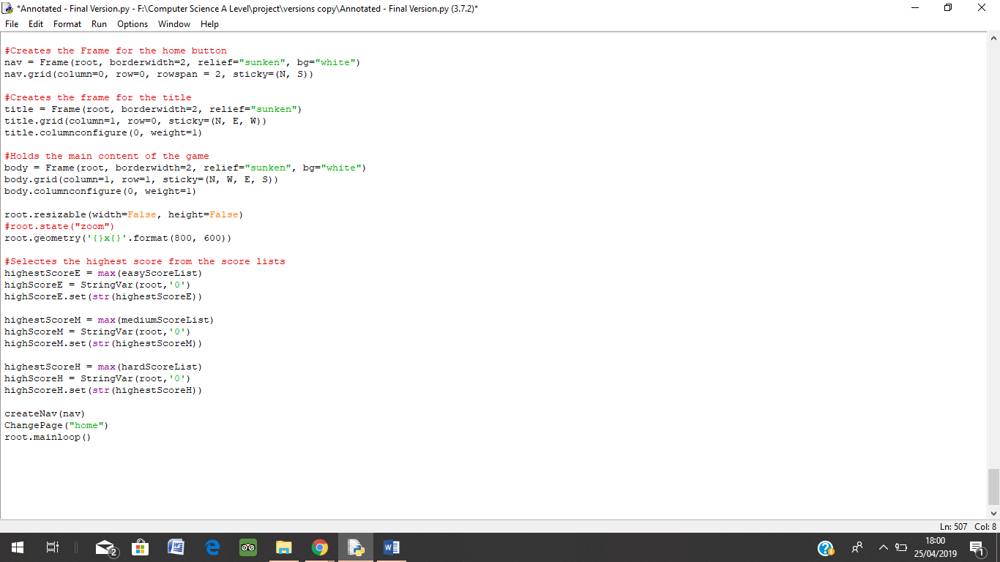 *Annotated - Final Version.py - F:\Computer Science A Level\project\versions copy\Annotated - Final Version.py (3.7.2)*
File Edit Format Run Options Window Help
#Creates the Frame for the home button
nav = Frame(root, borderwidth=2, relief="sunken", bg="white")
nav.grid(column=0, row=0, rowspan = 2, sticky=(N, S))
#Creates the frame for the title
title = Frame(root, borderwidth=2, relief="sunken")
title.grid(column=1, row=0, sticky=(N, E, W))
title.columnconfigure(0, weight=1)
#Holds the main content of the game
body = Frame(root, borderwidth=2, relief="sunken", bg="white")
body.grid(column=1, row=1, sticky=(N, W, E, S))
body.columnconfigure(0, weight=1)
root.resizable(width=False, height=False)
#root.state("zoom")
root.geometry('{}x{}'.format(800, 600))
#Selectes the highest score from the score lists
highestScoreE = max(easyScoreList)
highScoreE = StringVar(root,'0')
highScoreE.set(str(highestScoreE))
highestScoreM = max(mediumScoreList)
highScoreM = StringVar(root,'0')
highScoreM.set(str(highestScoreM))
highestScoreH = max(hardScoreList)
highScoreH = StringVar(root,'0')
highScoreH.set(str(highestScoreH))
createNav(nav)
ChangePage("home")
root.mainloop()
Ln: 507 Col: 8
2
18:00
25/04/2019
1